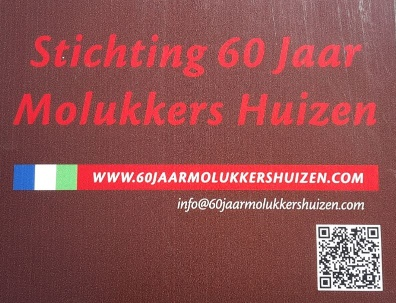 Stichting 60 Jaar
Molukkers Huizen
WWW.60JAARMOLUKKERSHUIZEN.COM
info@60jaarmolukkershuizen.com